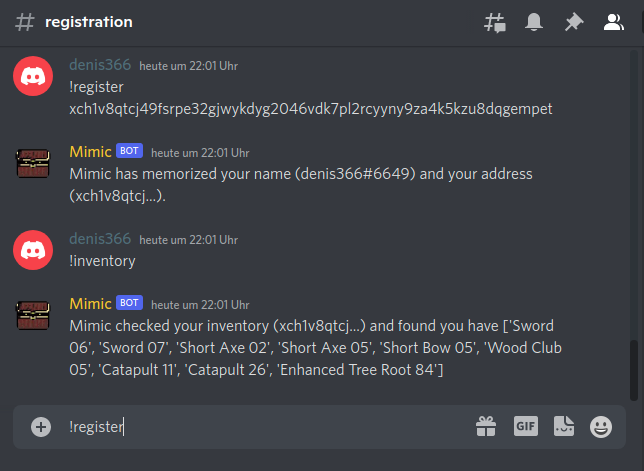 # registration
denis366 heute um 22:01 Uhr
!register
xch1v8qtcj49fsrpe32gjwykdyg2046vdk7pl2rcyyny9za4k5kzu8dqgempet
Mimic BOT heute um 22:01 Uhr
Mimic has memorized your name (denis366#6649) and your address
(xch1v8qtcj...).
denis366 heute um 22:01 Uhr
!inventory
Mimic BOT heute um 22:01 Uhr
Mimic checked your inventory (xch1v8qtcj...) and found you have ['Sword
06', 'Sword 07', 'Short Axe 02', 'Short Axe 05', 'Short Bow 05', 'Wood Club
05', 'Catapult 11', 'Catapult 26', 'Enhanced Tree Root 84']
!register
GIF